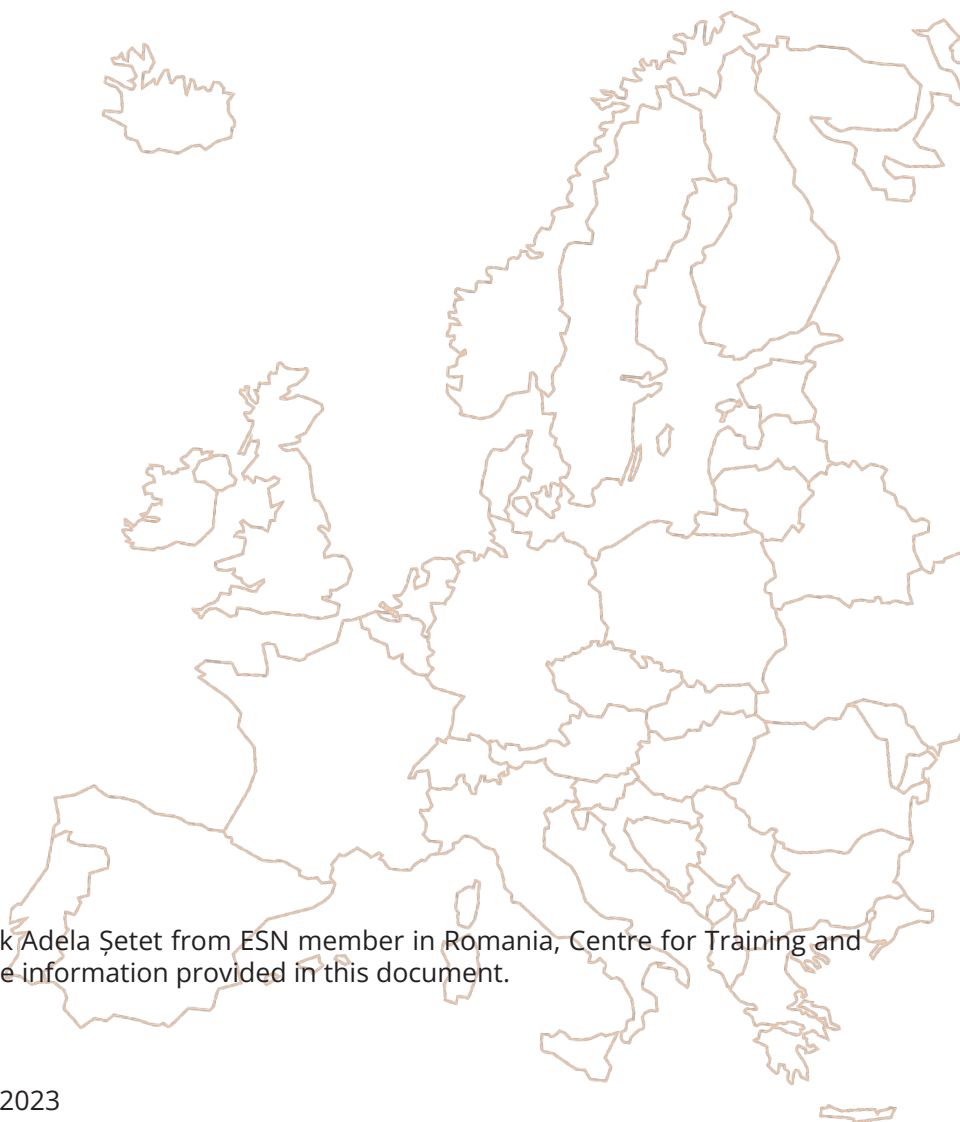 k Adela Șetet from ESN member in Romania, Centre for Training and
e information provided in this document.
2023